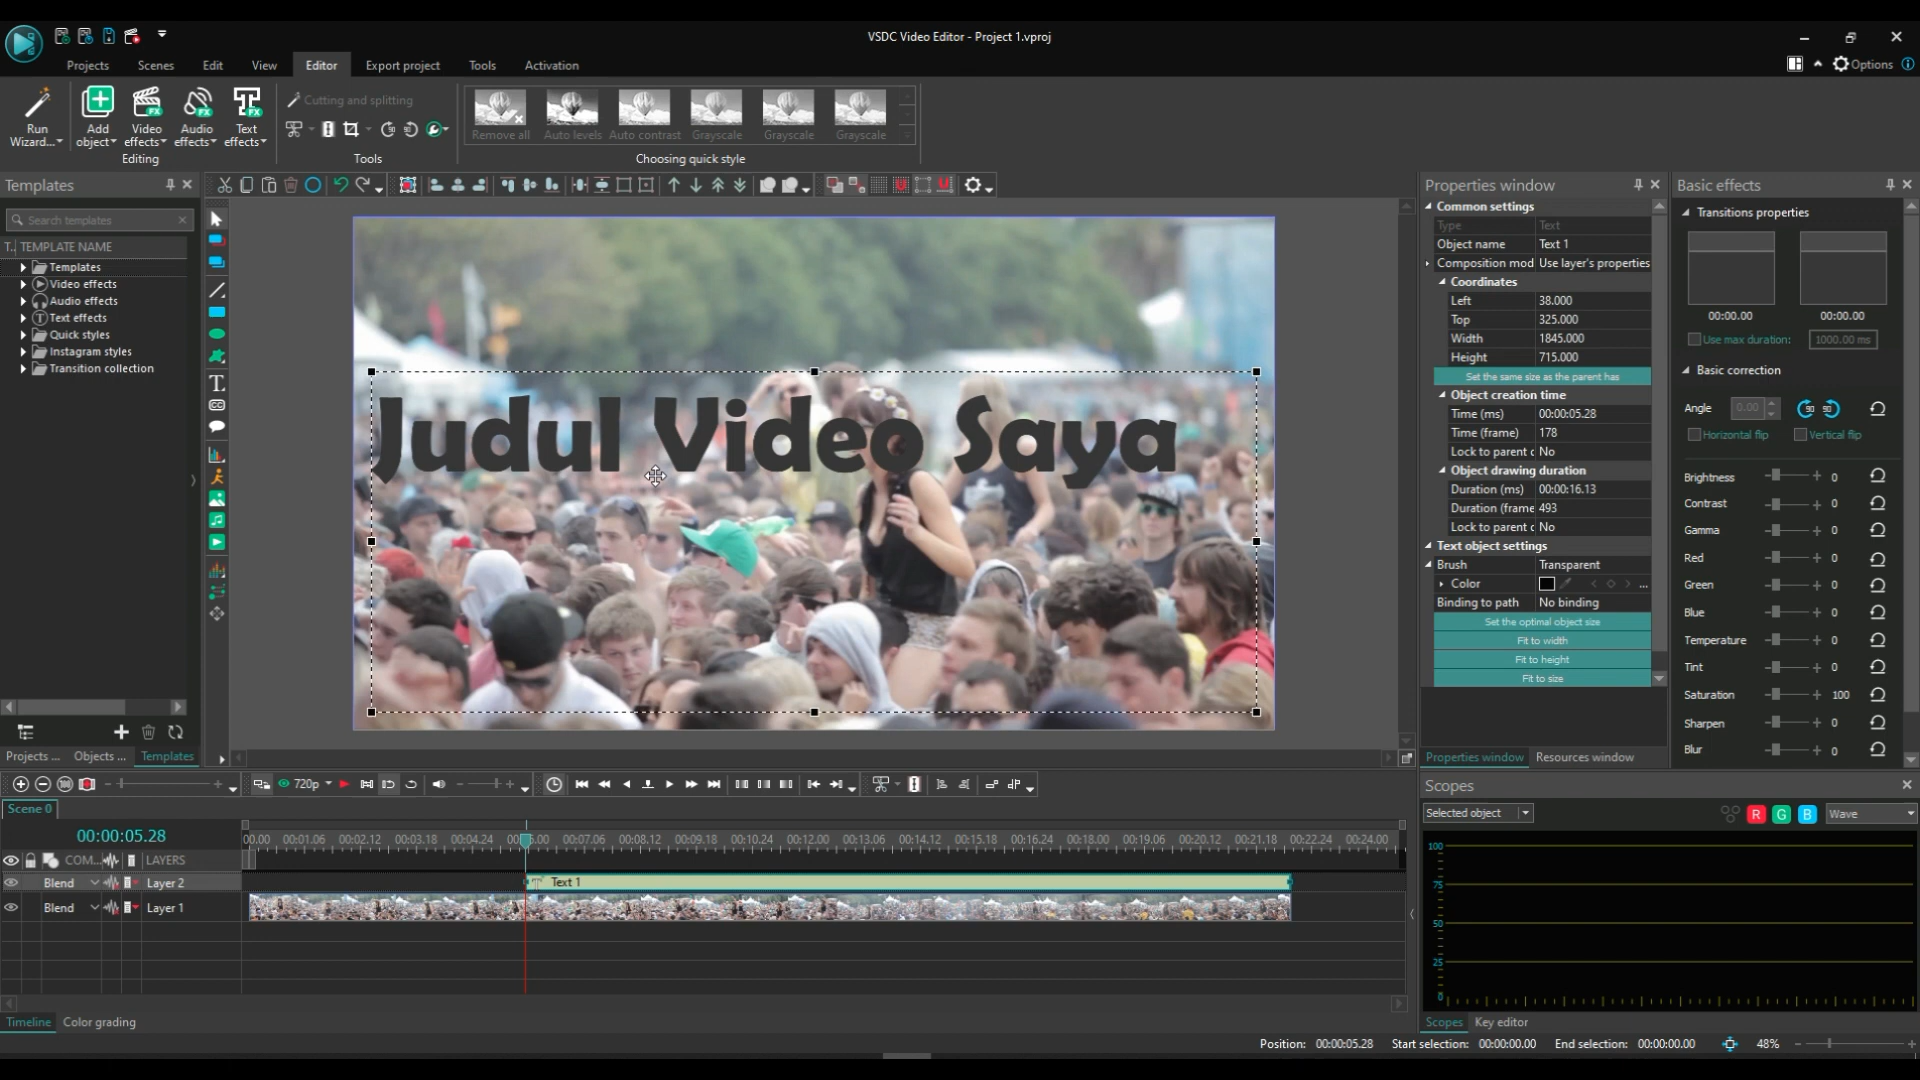 VSDC Video Editor - Project 1.vproj
Projects Scenes Edit View Editor Export project Tools Activation
Options
Run Wizard...
Add object
Video effects
Audio effects
Text effects
Editing
Cutting and splitting
Tools
Remove all Auto levels Auto contrast Grayscale Grayscale Grayscale
Choosing quick style
Templates
Search templates
T.. TEMPLATE NAME
Templates
Video effects
Audio effects
Text effects
Quick styles
Instagram styles
Transition collection
Projects ... Objects ... Templates
Judul Video Saya
Properties window
Common settings
Type Text
Object name Text 1
Composition mod Use layer's properties
Coordinates
Left 38.000
Top 325.000
Width 1845.000
Height 715.000
Set the same size as the parent has
Object creation time
Time (ms) 00:00:05.28
Time (frame) 178
Lock to parent c No
Object drawing duration
Duration (ms) 00:00:16.13
Duration (frame 493
Lock to parent c No
Text object settings
Brush Transparent
Color ...
Binding to path No binding
Set the optimal object size
Fit to width
Fit to height
Fit to size
Properties window Resources window
Basic effects
Transitions properties
00:00.00 00:00.00
Use max duration: 1000.00 ms
Basic correction
Angle 0.00 90 90
Horizontal flip Vertical flip
Brightness 0
Contrast 0
Gamma 0
Red 0
Green 0
Blue 0
Temperature 0
Tint 0
Saturation 100
Sharpen 0
Blur 0
720p
Scene 0
00:00:05.28
00.00 00:01.06 00:02.12 00:03.18 00:04.24 00:07.06 00:08.12 00:09.18 00:10.24 00:12.00 00:13.06 00:14.12 00:15.18 00:16.24 00:18.00 00:19.06 00:20.12 00:21.18 00:22.24 00:24.00
COM... LAYERS
Blend Layer 2
Text 1
Blend Layer 1
Timeline Color grading
Scopes
Selected object
R G B Wave
100
75
50
25
0
Scopes Key editor
Position: 00:00:05.28 Start selection: 00:00:00.00 End selection: 00:00:00.00 48%